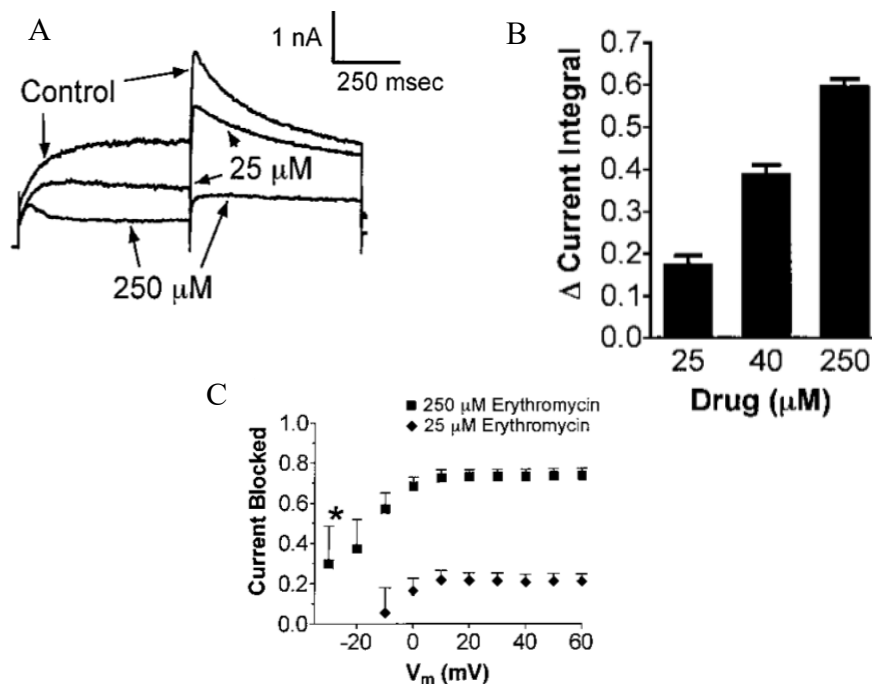 A
1 nA
250 msec
Control
25 μM
250 μM
B
Δ Current Integral
0.7
0.6
0.5
0.4
0.3
0.2
0.1
0.0
25 40 250
Drug (μM)
C
■ 250 μM Erythromycin
◆ 25 μM Erythromycin
Current Blocked
1.0
0.8
0.6
0.4
0.2
0.0
*
-20 0 20 40 60
Vm (mV)